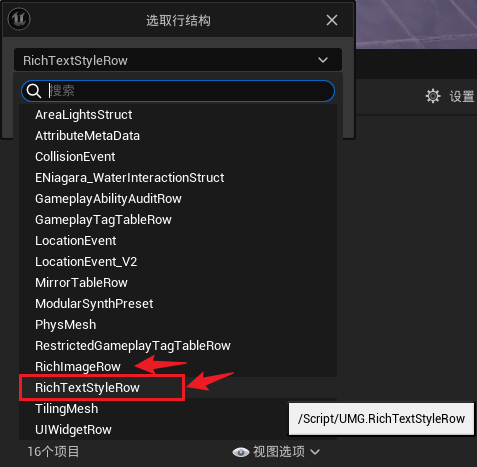 选取行结构
RichTextStyleRow
搜索
设置
AreaLightsStruct
AttributeMetaData
CollisionEvent
ENiagara_WaterInteractionStruct
GameplayAbilityAuditRow
GameplayTagTableRow
LocationEvent
LocationEvent_V2
MirrorTableRow
ModularSynthPreset
PhysMesh
RestrictedGameplayTagTableRow
RichImageRow
RichTextStyleRow
TilingMesh
/Script/UMG.RichTextStyleRow
UIWidgetRow
16个项目
视图选项